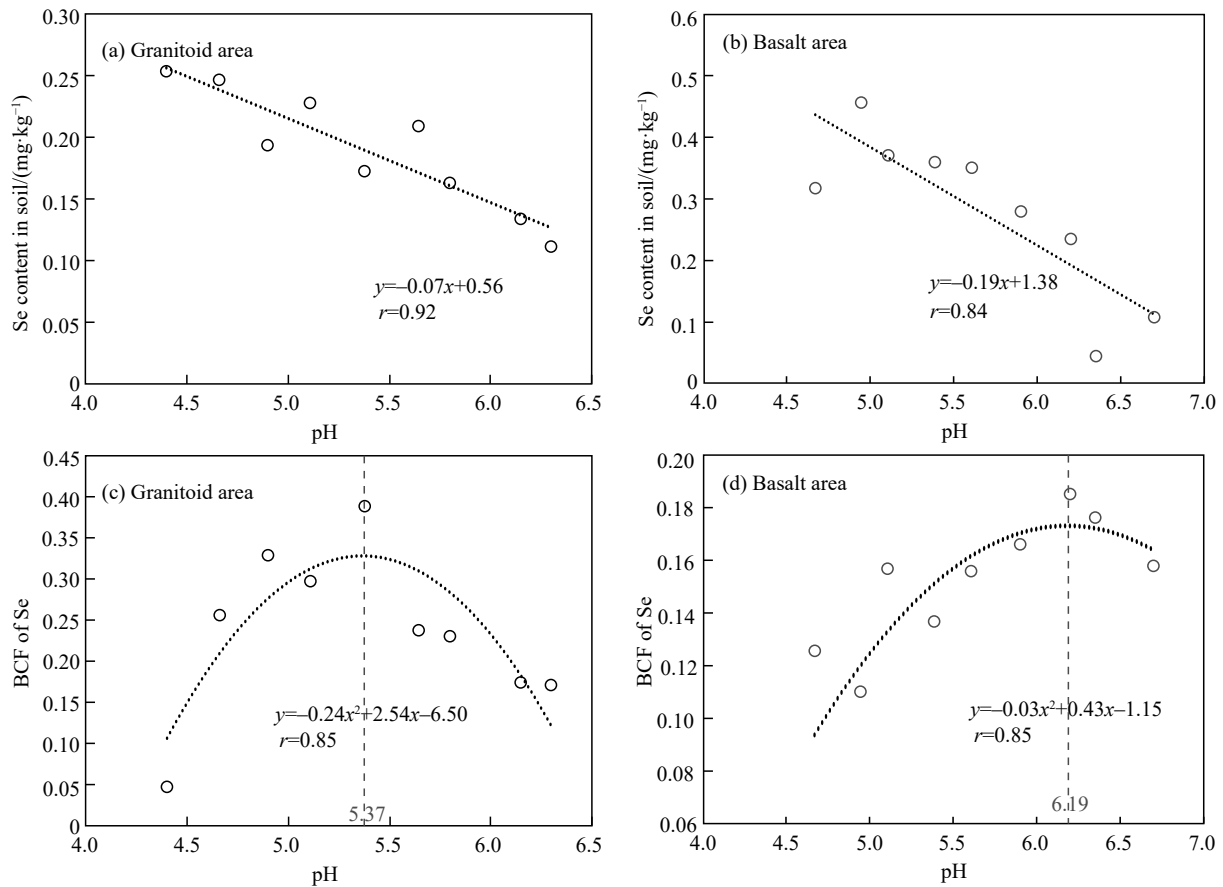 (a) Granitoid area
0.30
0.25
0.20
0.15
0.10
0.05
0
Se content in soil/(mg·kg⁻¹)
y=–0.07x+0.56
r=0.92
4.0 4.5 5.0 5.5 6.0 6.5
pH
(b) Basalt area
0.6
0.5
0.4
0.3
0.2
0.1
0
Se content in soil/(mg·kg⁻¹)
y=–0.19x+1.38
r=0.84
4.0 4.5 5.0 5.5 6.0 6.5 7.0
pH
(c) Granitoid area
0.45
0.40
0.35
0.30
0.25
0.20
0.15
0.10
0.05
0
BCF of Se
y=–0.24x²+2.54x–6.50
r=0.85
5.37
4.0 4.5 5.0 5.5 6.0 6.5
pH
(d) Basalt area
0.20
0.18
0.16
0.14
0.12
0.10
0.08
0.06
BCF of Se
y=–0.03x²+0.43x–1.15
r=0.85
6.19
4.0 4.5 5.0 5.5 6.0 6.5 7.0
pH